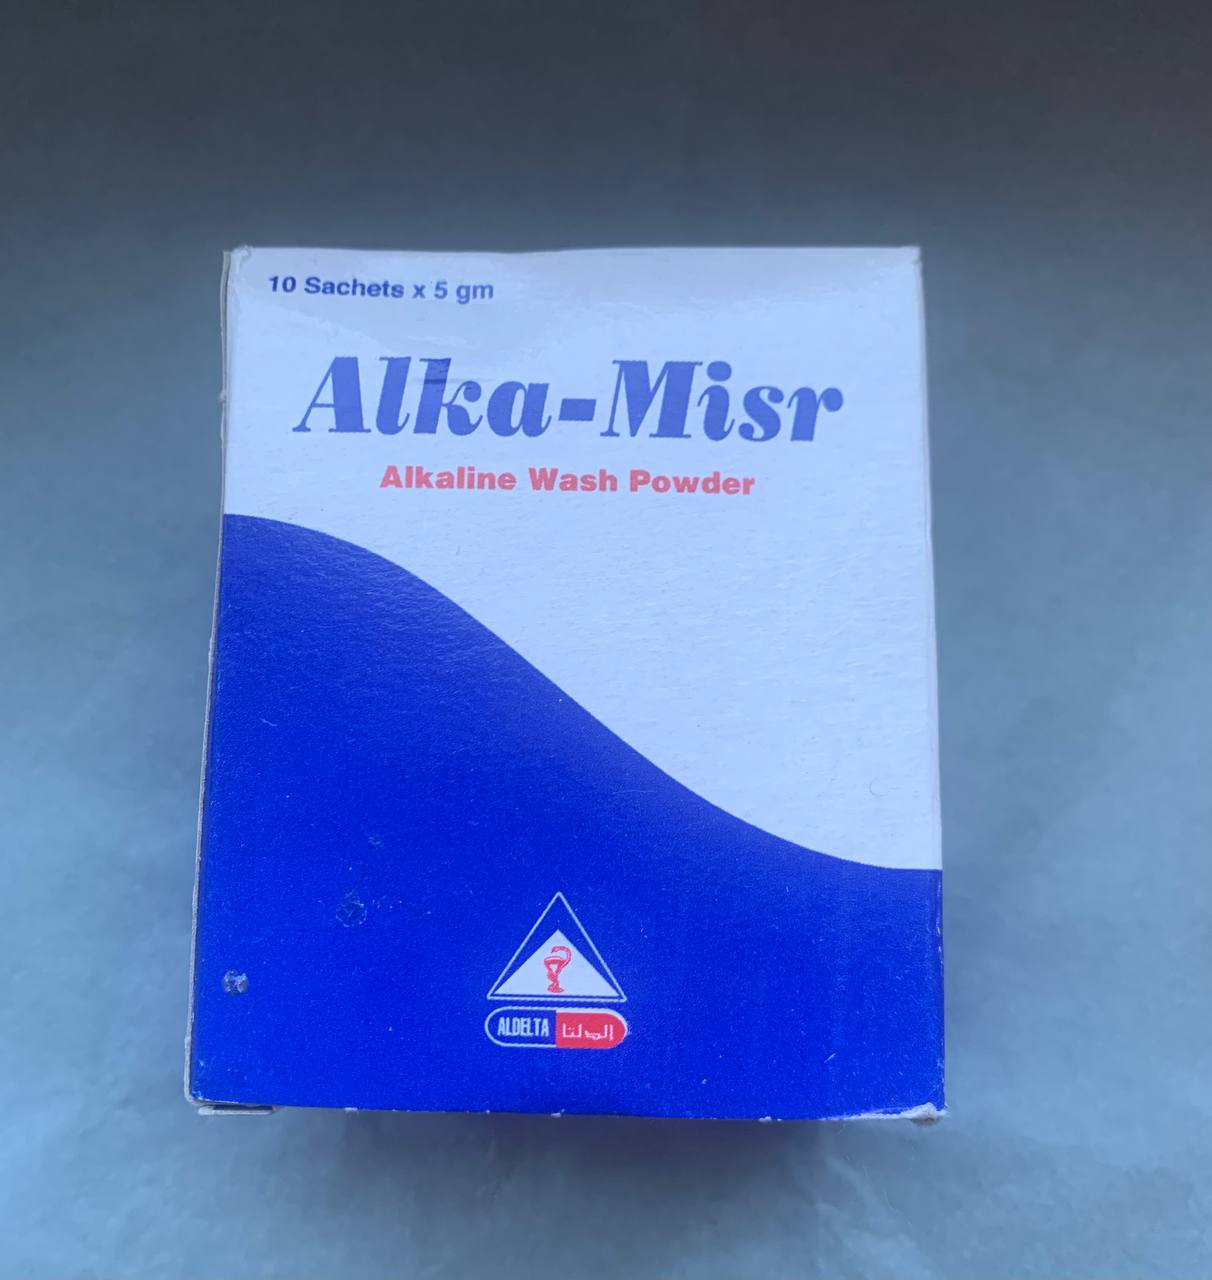 10 Sachets x 5 gm
Alka-Misr
Alkaline Wash Powder
ALDELTA الدلتا